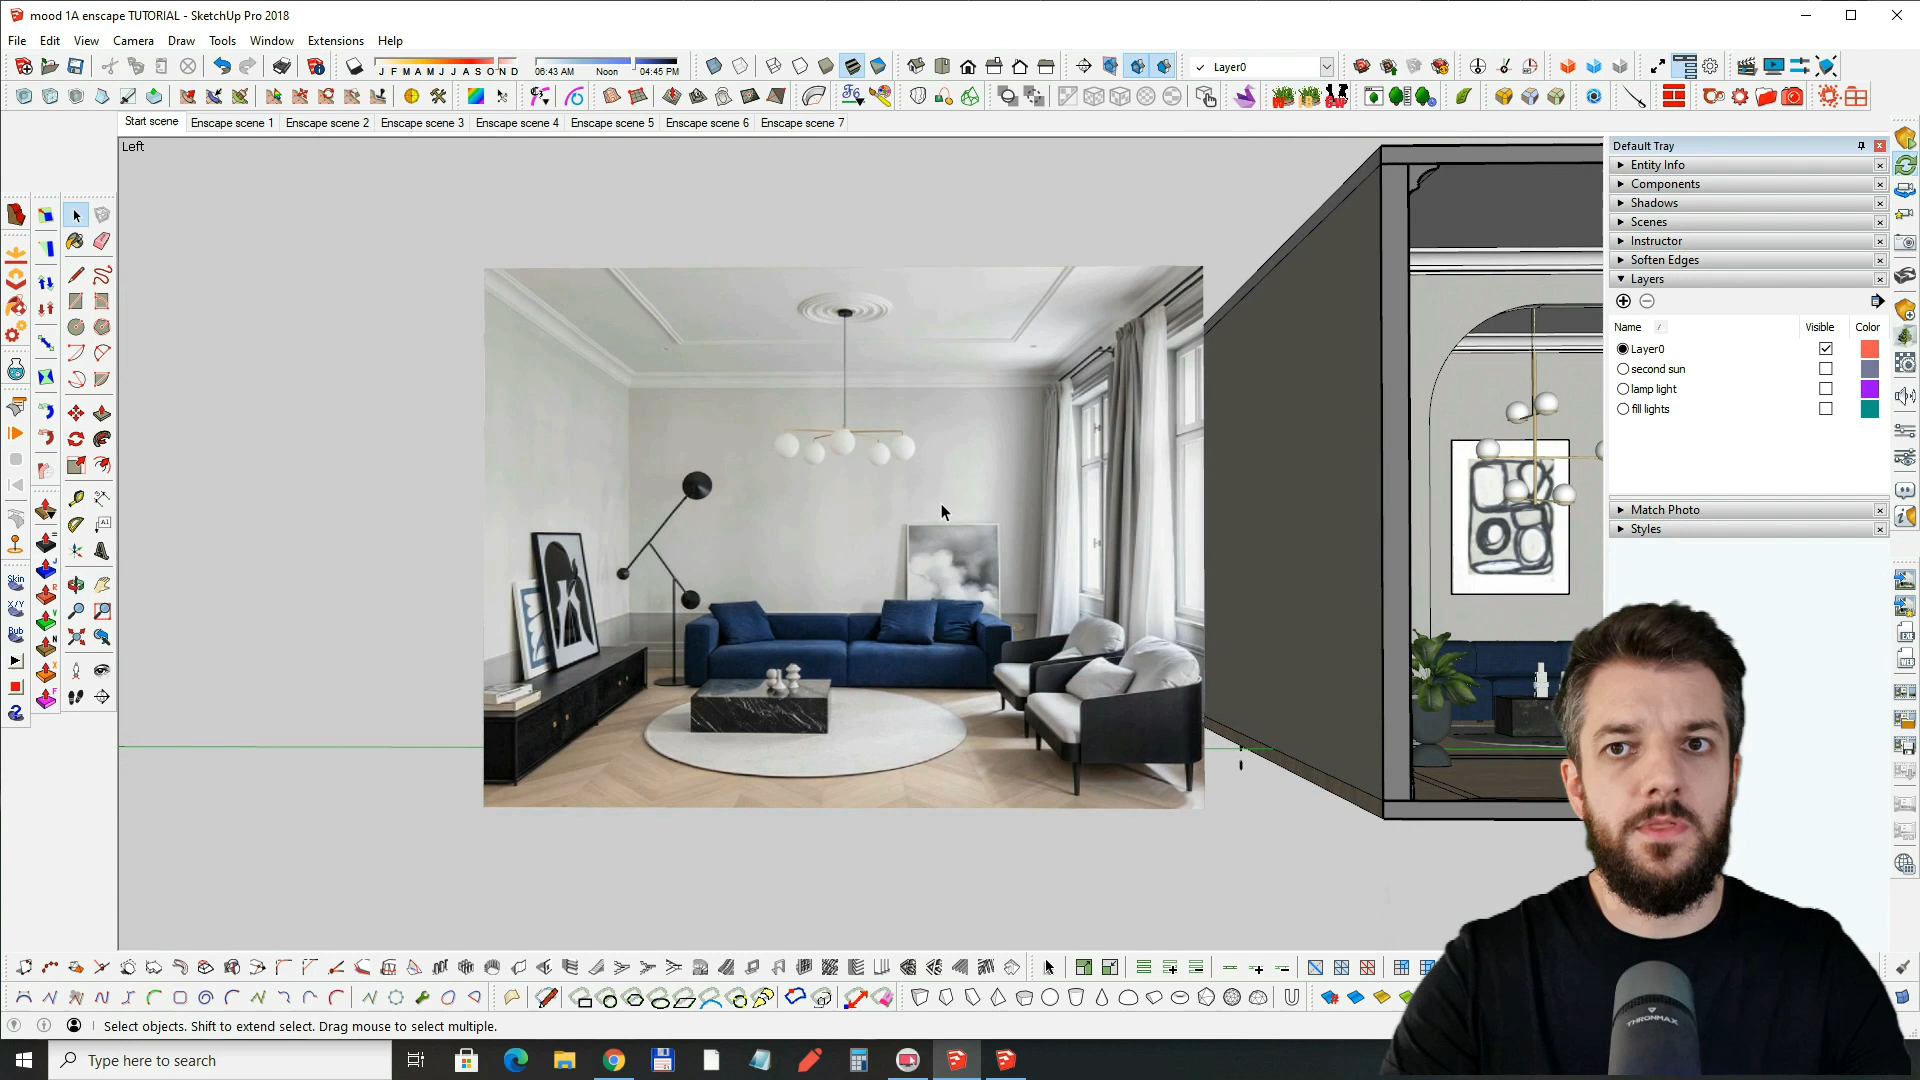 mood 1A enscape TUTORIAL - SketchUp Pro 2018
File Edit View Camera Draw Tools Window Extensions Help
J F M A M J J A S O N D
06:43 AM Noon 04:45 PM
Layer0
Start scene Enscape scene 1 Enscape scene 2 Enscape scene 3 Enscape scene 4 Enscape scene 5 Enscape scene 6 Enscape scene 7
Left
Default Tray
Entity Info
Components
Shadows
Scenes
Instructor
Soften Edges
Layers
Name Visible Color
Layer0
second sun
lamp light
fill lights
Match Photo
Styles
Skin
X/Y
Bub
THRONMAX
Select objects. Shift to extend select. Drag mouse to select multiple.
Type here to search